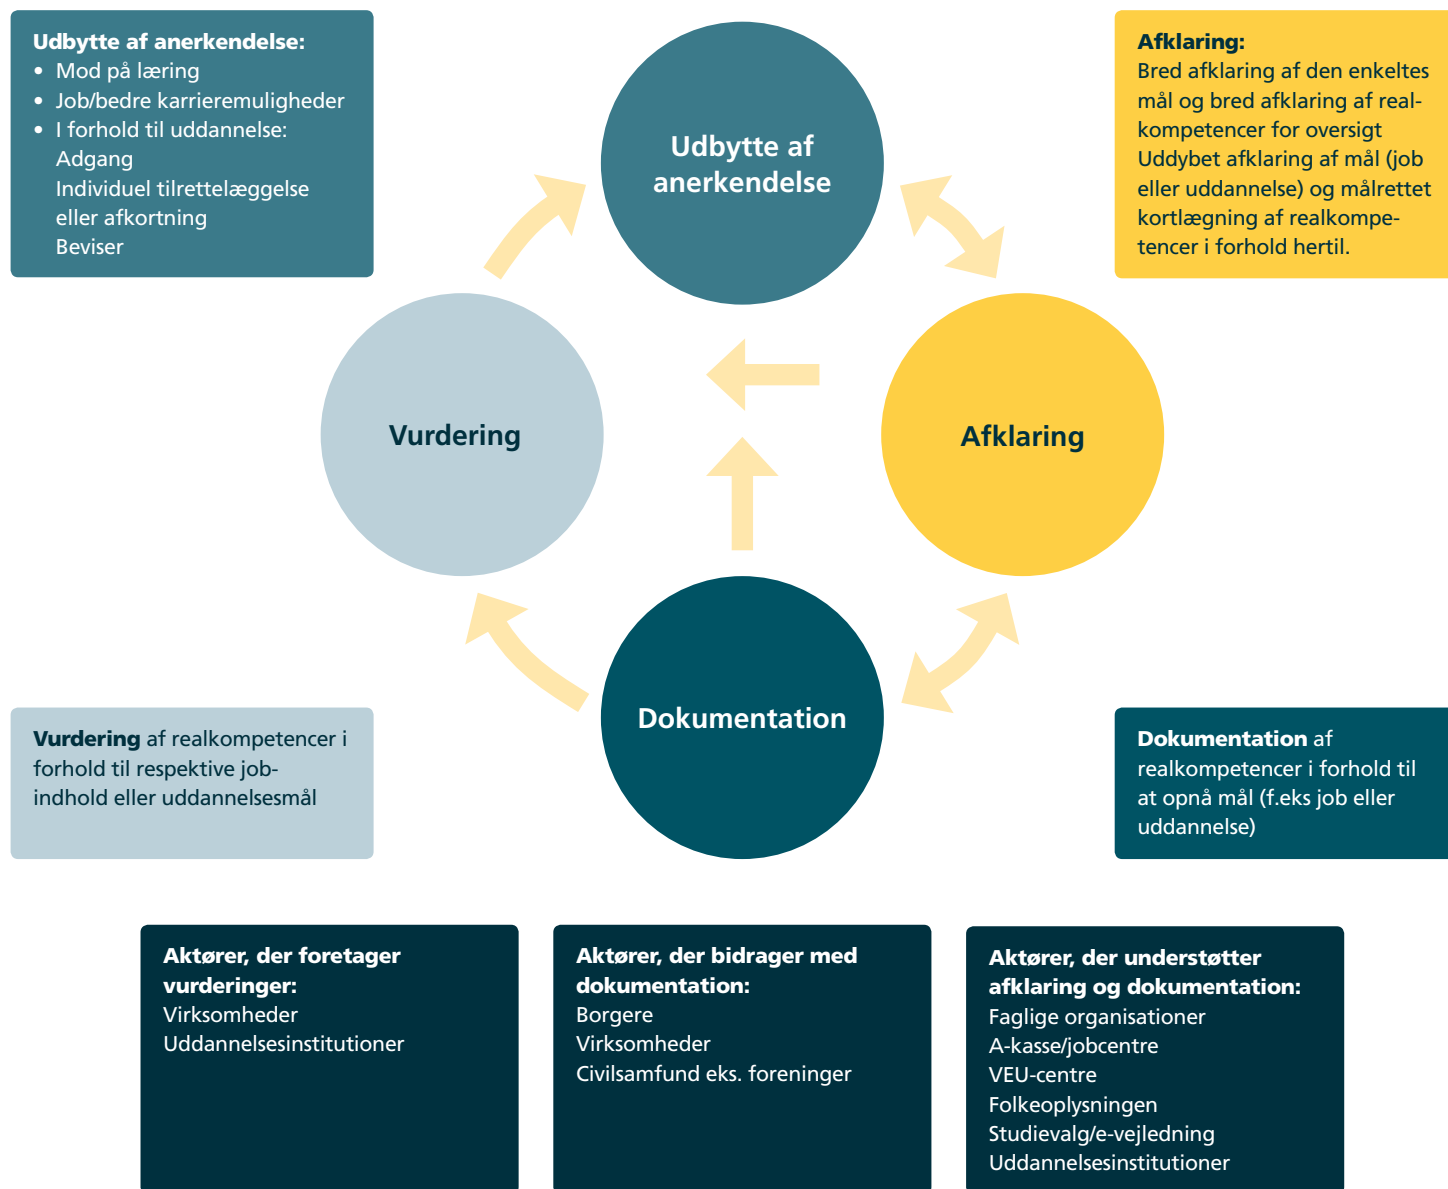 Udbytte af anerkendelse:
• Mod på læring
• Job/bedre karrieremuligheder
• I forhold til uddannelse:
Adgang
Individuel tilrettelæggelse
eller afkortning
Beviser
Udbytte af
anerkendelse
Afklaring:
Bred afklaring af den enkeltes
mål og bred afklaring af real-
kompetencer for oversigt
Uddybet afklaring af mål (job
eller uddannelse) og målrettet
kortlægning af realkompe-
tencer i forhold hertil.
Vurdering
Afklaring
Dokumentation
Vurdering af realkompetencer i
forhold til respektive job-
indhold eller uddannelsesmål
Dokumentation af
realkompetencer i forhold til
at opnå mål (f.eks job eller
uddannelse)
Aktører, der foretager
vurderinger:
Virksomheder
Uddannelsesinstitutioner
Aktører, der bidrager med
dokumentation:
Borgere
Virksomheder
Civilsamfund eks. foreninger
Aktører, der understøtter
afklaring og dokumentation:
Faglige organisationer
A-kasse/jobcentre
VEU-centre
Folkeoplysningen
Studievalg/e-vejledning
Uddannelsesinstitutioner